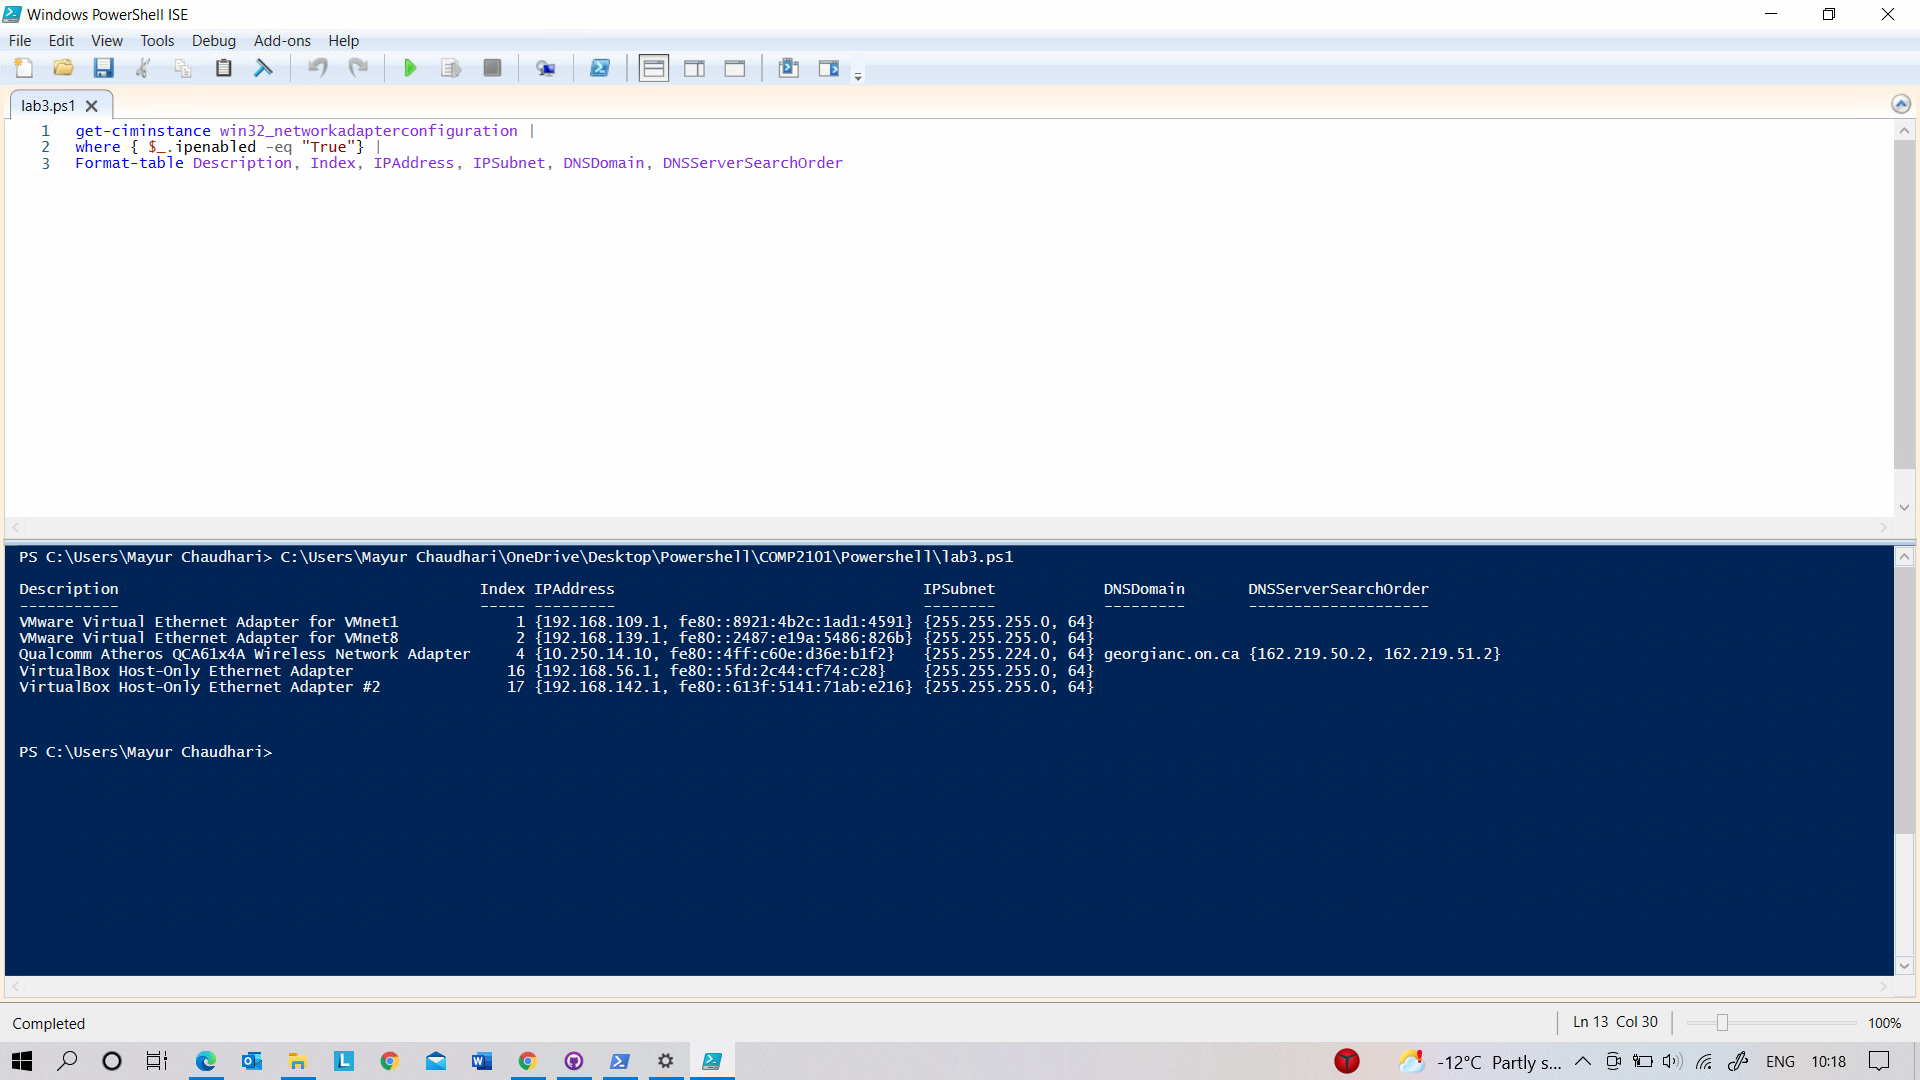 Windows PowerShell ISE
File Edit View Tools Debug Add-ons Help
lab3.ps1
1 get-ciminstance win32_networkadapterconfiguration |
2 where { $_.ipenabled -eq "True"} |
3 Format-table Description, Index, IPAddress, IPSubnet, DNSDomain, DNSServerSearchOrder
PS C:\Users\Mayur Chaudhari> C:\Users\Mayur Chaudhari\OneDrive\Desktop\Powershell\COMP2101\Powershell\lab3.ps1
Description Index IPAddress IPSubnet DNSDomain DNSServerSearchOrder
----------- ----- --------- -------- --------- --------------------
VMware Virtual Ethernet Adapter for VMnet1 1 {192.168.109.1, fe80::8921:4b2c:1ad1:4591} {255.255.255.0, 64}
VMware Virtual Ethernet Adapter for VMnet8 2 {192.168.139.1, fe80::2487:e19a:5486:826b} {255.255.255.0, 64}
Qualcomm Atheros QCA61x4A Wireless Network Adapter 4 {10.250.14.10, fe80::4ff:c60e:d36e:b1f2} {255.255.224.0, 64} georgianc.on.ca {162.219.50.2, 162.219.51.2}
VirtualBox Host-Only Ethernet Adapter 16 {192.168.56.1, fe80::5fd:2c44:cf74:c28} {255.255.255.0, 64}
VirtualBox Host-Only Ethernet Adapter #2 17 {192.168.142.1, fe80::613f:5141:71ab:e216} {255.255.255.0, 64}
PS C:\Users\Mayur Chaudhari>
Completed Ln 13 Col 30 100%
-12°C Partly s... ENG 10:18